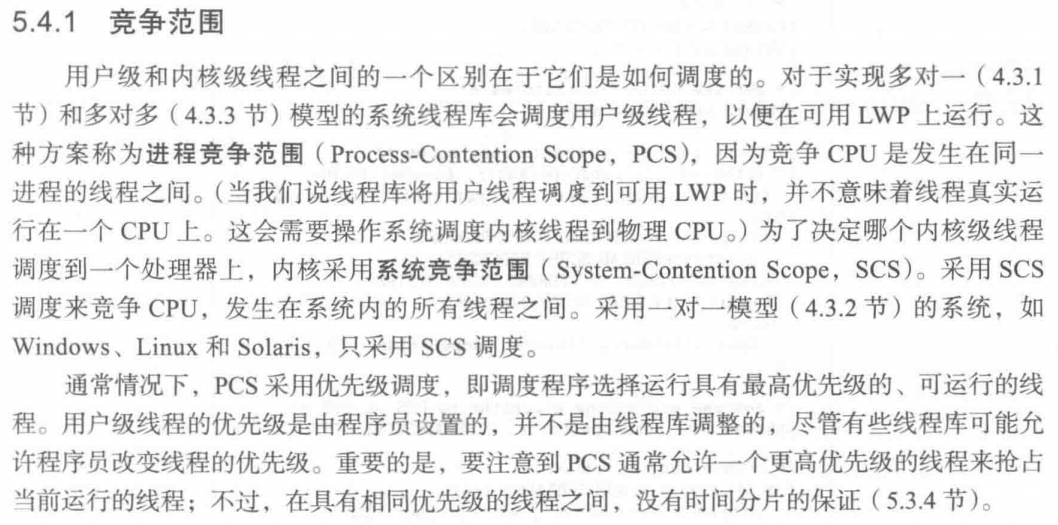 5.4.1 竞争范围
用户级和内核级线程之间的一个区别在于它们是如何调度的。对于实现多对一（4.3.1
节）和多对多（4.3.3 节）模型的系统线程库会调度用户级线程，以便在可用 LWP 上运行。这
种方案称为进程竞争范围（Process-Contention Scope，PCS），因为竞争 CPU 是发生在同一
进程的线程之间。（当我们说线程库将用户线程调度到可用 LWP 时，并不意味着线程真实运
行在一个 CPU 上。这会需要操作系统调度内核线程到物理 CPU。）为了决定哪个内核级线程
调度到一个处理器上，内核采用系统竞争范围（System-Contention Scope，SCS）。采用 SCS
调度来竞争 CPU，发生在系统内的所有线程之间。采用一对一模型（4.3.2 节）的系统，如
Windows、Linux 和 Solaris，只采用 SCS 调度。
通常情况下，PCS 采用优先级调度，即调度程序选择运行具有最高优先级的、可运行的线
程。用户级线程的优先级是由程序员设置的，并不是由线程库调整的，尽管有些线程库可能允
许程序员改变线程的优先级。重要的是，要注意到 PCS 通常允许一个更高优先级的线程来抢占
当前运行的线程；不过，在具有相同优先级的线程之间，没有时间分片的保证（5.3.4 节）。